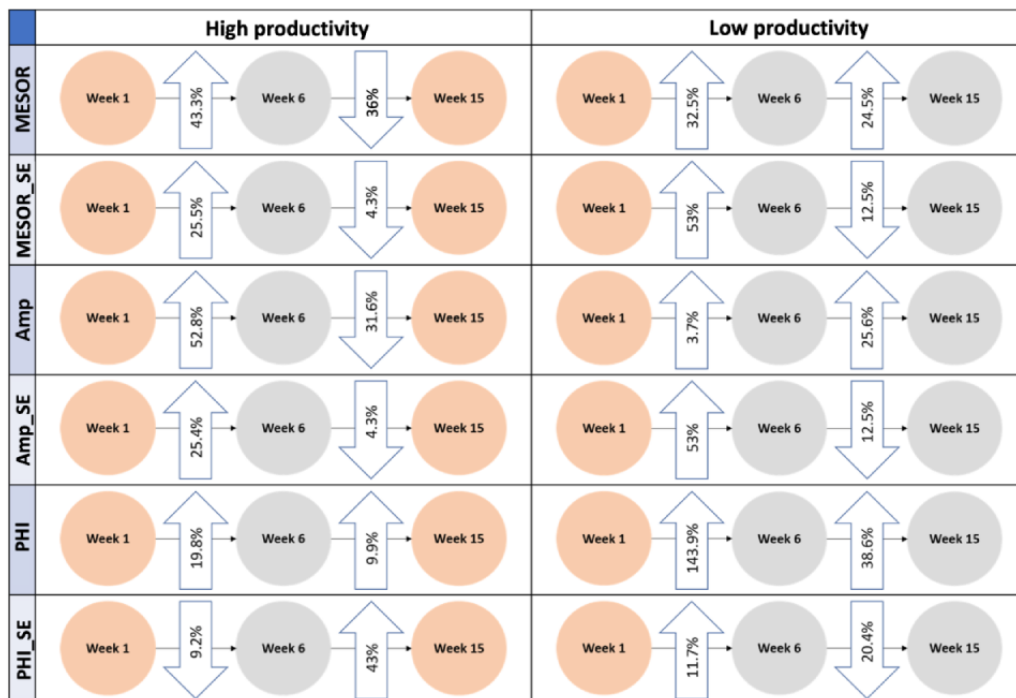 High productivity Low productivity
MESOR Week 1 43.3% Week 6 36% Week 15 Week 1 32.5% Week 6 24.5% Week 15
MESOR_SE Week 1 25.5% Week 6 4.3% Week 15 Week 1 53% Week 6 12.5% Week 15
Amp Week 1 52.8% Week 6 31.6% Week 15 Week 1 3.7% Week 6 25.6% Week 15
Amp_SE Week 1 25.4% Week 6 4.3% Week 15 Week 1 53% Week 6 12.5% Week 15
PHI Week 1 19.8% Week 6 9.9% Week 15 Week 1 143.9% Week 6 38.6% Week 15
PHI_SE Week 1 9.2% Week 6 43% Week 15 Week 1 11.7% Week 6 20.4% Week 15